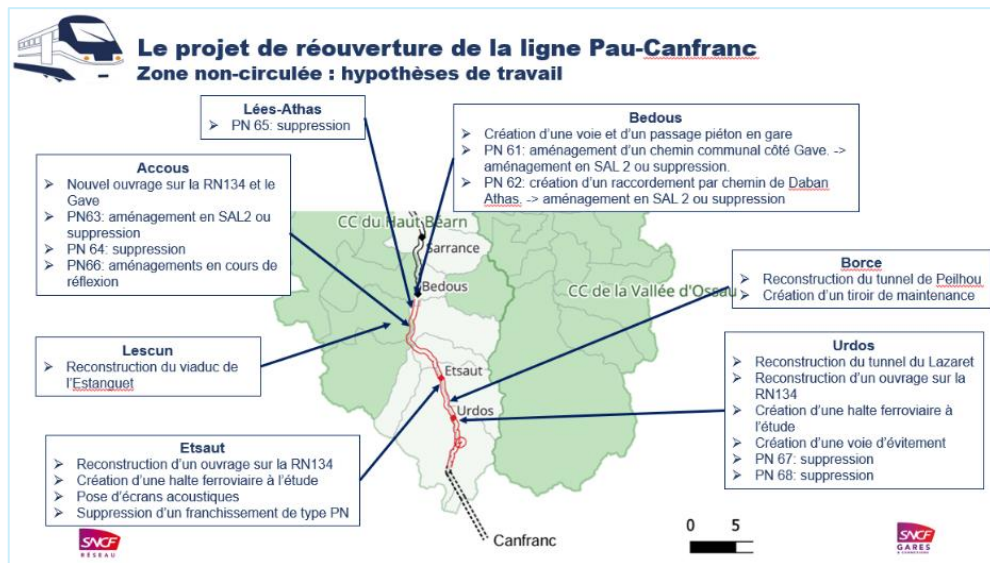 Le projet de réouverture de la ligne Pau-Canfranc
Zone non-circulée : hypothèses de travail
Lées-Athas
➤ PN 65: suppression
Bedous
➤ Création d'une voie et d'un passage piéton en gare
➤ PN 61: aménagement d'un chemin communal côté Gave. ->
aménagement en SAL 2 ou suppression.
➤ PN 62: création d'un raccordement par chemin de Daban
Athas. -> aménagement en SAL 2 ou suppression
Accous
➤ Nouvel ouvrage sur la RN134 et le
Gave
➤ PN63: aménagement en SAL2 ou
suppression
➤ PN 64: suppression
➤ PN66: aménagements en cours de
réflexion
CC du Haut Béarn
Sarrance
Bedous
CC de la Vallée d'Ossau
Borce
➤ Reconstruction du tunnel de Peilhou
➤ Création d'un tiroir de maintenance
Lescun
➤ Reconstruction du viaduc de
l'Estanguet
Etsaut
Urdos
Urdos
➤ Reconstruction du tunnel du Lazaret
➤ Reconstruction d'un ouvrage sur la
RN134
➤ Création d'une halte ferroviaire à
l'étude
➤ Création d'une voie d'évitement
➤ PN 67: suppression
➤ PN 68: suppression
Etsaut
➤ Reconstruction d'un ouvrage sur la RN134
➤ Création d'une halte ferroviaire à l'étude
➤ Pose d'écrans acoustiques
➤ Suppression d'un franchissement de type PN
Canfranc
0 5
SNCF
RÉSEAU
SNCF
GARES
& CONNEXIONS